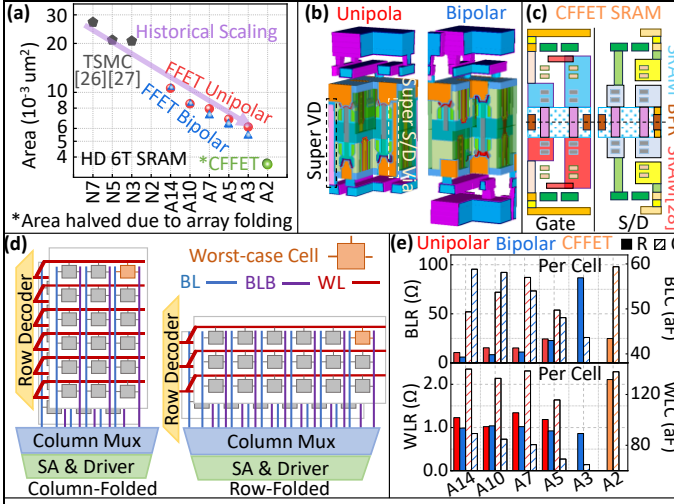 (a)
30
20
10
8
6
4
Area (10⁻³ um²)
Historical Scaling
TSMC
[26][27]
FFET Unipolar
FFET Bipolar
HD 6T SRAM
*CFFET
N7
N5
N3
N2
A14
A10
A7
A5
A3
A2
*Area halved due to array folding
(b)
Unipola
Bipolar
Super VD
Super S/D Via
(c)
CFFET SRAM
SRAM
BPR
SRAM[28]
Gate
S/D
(d)
Worst-case Cell
BL
BLB
WL
Row Decoder
Column Mux
SA & Driver
Column-Folded
Row Decoder
Column Mux
SA & Driver
Row-Folded
(e)
Unipolar
Bipolar
CFFET
R
Per Cell
BLR (Ω)
100
50
0
BLC (aF)
60
50
40
Per Cell
WLR (Ω)
2.0
1.0
0.0
WLC (aF)
120
80
A14
A10
A7
A5
A3
A2